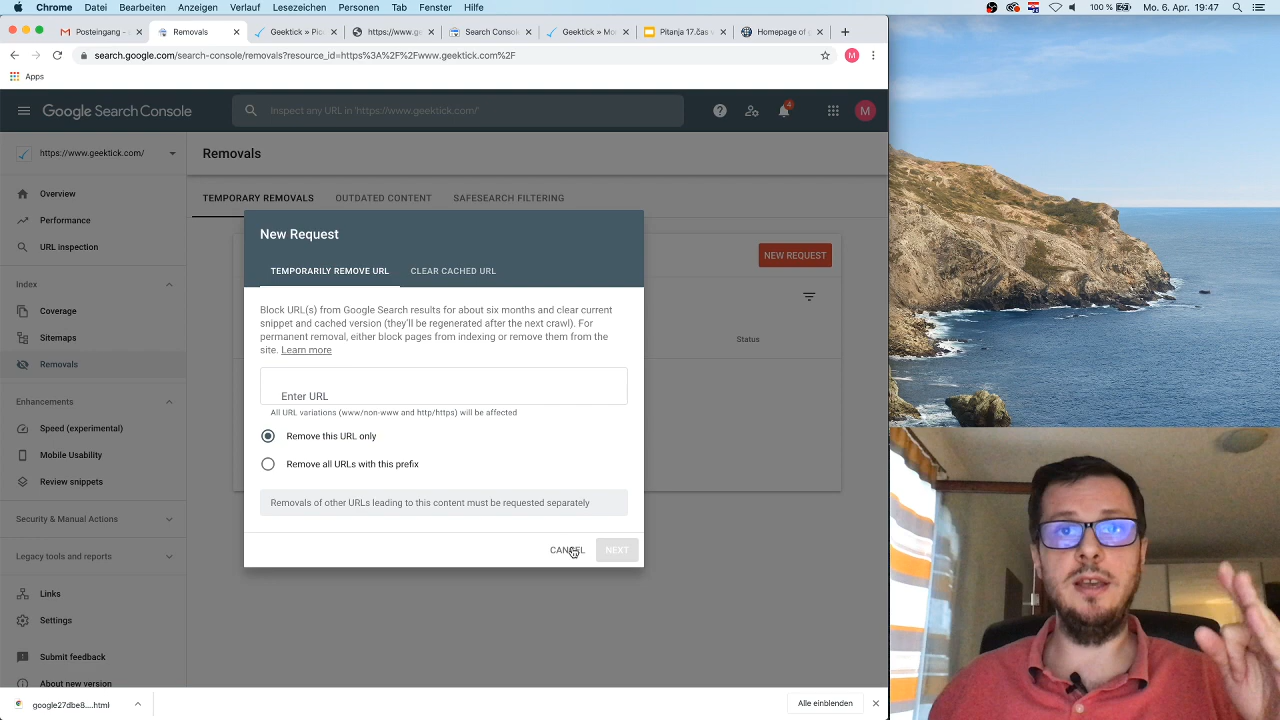 Chrome Datei Bearbeiten Anzeigen Verlauf Lesezeichen Personen Tab Fenster Hilfe 100 % Mo. 6. Apr. 19:47
Posteingang - Removals Geektick ✓ Pic https://www.ge Search Conso Geektick ✓ Mo Pitanja 17.čas v Homepage of g
search.google.com/search-console/removals?resource_id=https%3A%2F%2Fwww.geektick.com%2F M
Apps
Google Search Console Inspect any URL in 'https://www.geektick.com/' 4 M
https://www.geektick.com/ Removals
TEMPORARY REMOVALS OUTDATED CONTENT SAFESEARCH FILTERING
Overview
Performance
URL inspection
Index
Coverage
Sitemaps
Removals
Enhancements
Speed (experimental)
Mobile Usability
Review snippets
Security & Manual Actions
Legacy tools and reports
Links
Settings
Submit feedback
About new version
NEW REQUEST
Status
New Request
TEMPORARILY REMOVE URL CLEAR CACHED URL
Block URL(s) from Google Search results for about six months and clear current
snippet and cached version (they'll be regenerated after the next crawl). For
permanent removal, either block pages from indexing or remove them from the
site. Learn more
Enter URL
All URL variations (www/non-www and http/https) will be affected
Remove this URL only
Remove all URLs with this prefix
Removals of other URLs leading to this content must be requested separately
CANCEL NEXT
google27dbe8....html Alle einblenden